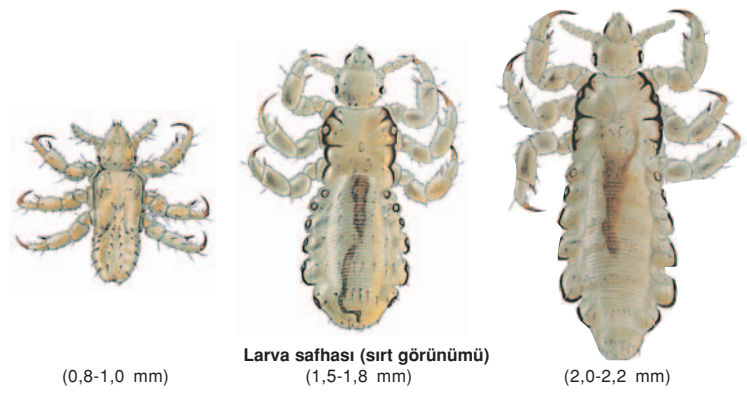 Larva safhası (sırt görünümü)
(0,8-1,0 mm) (1,5-1,8 mm) (2,0-2,2 mm)